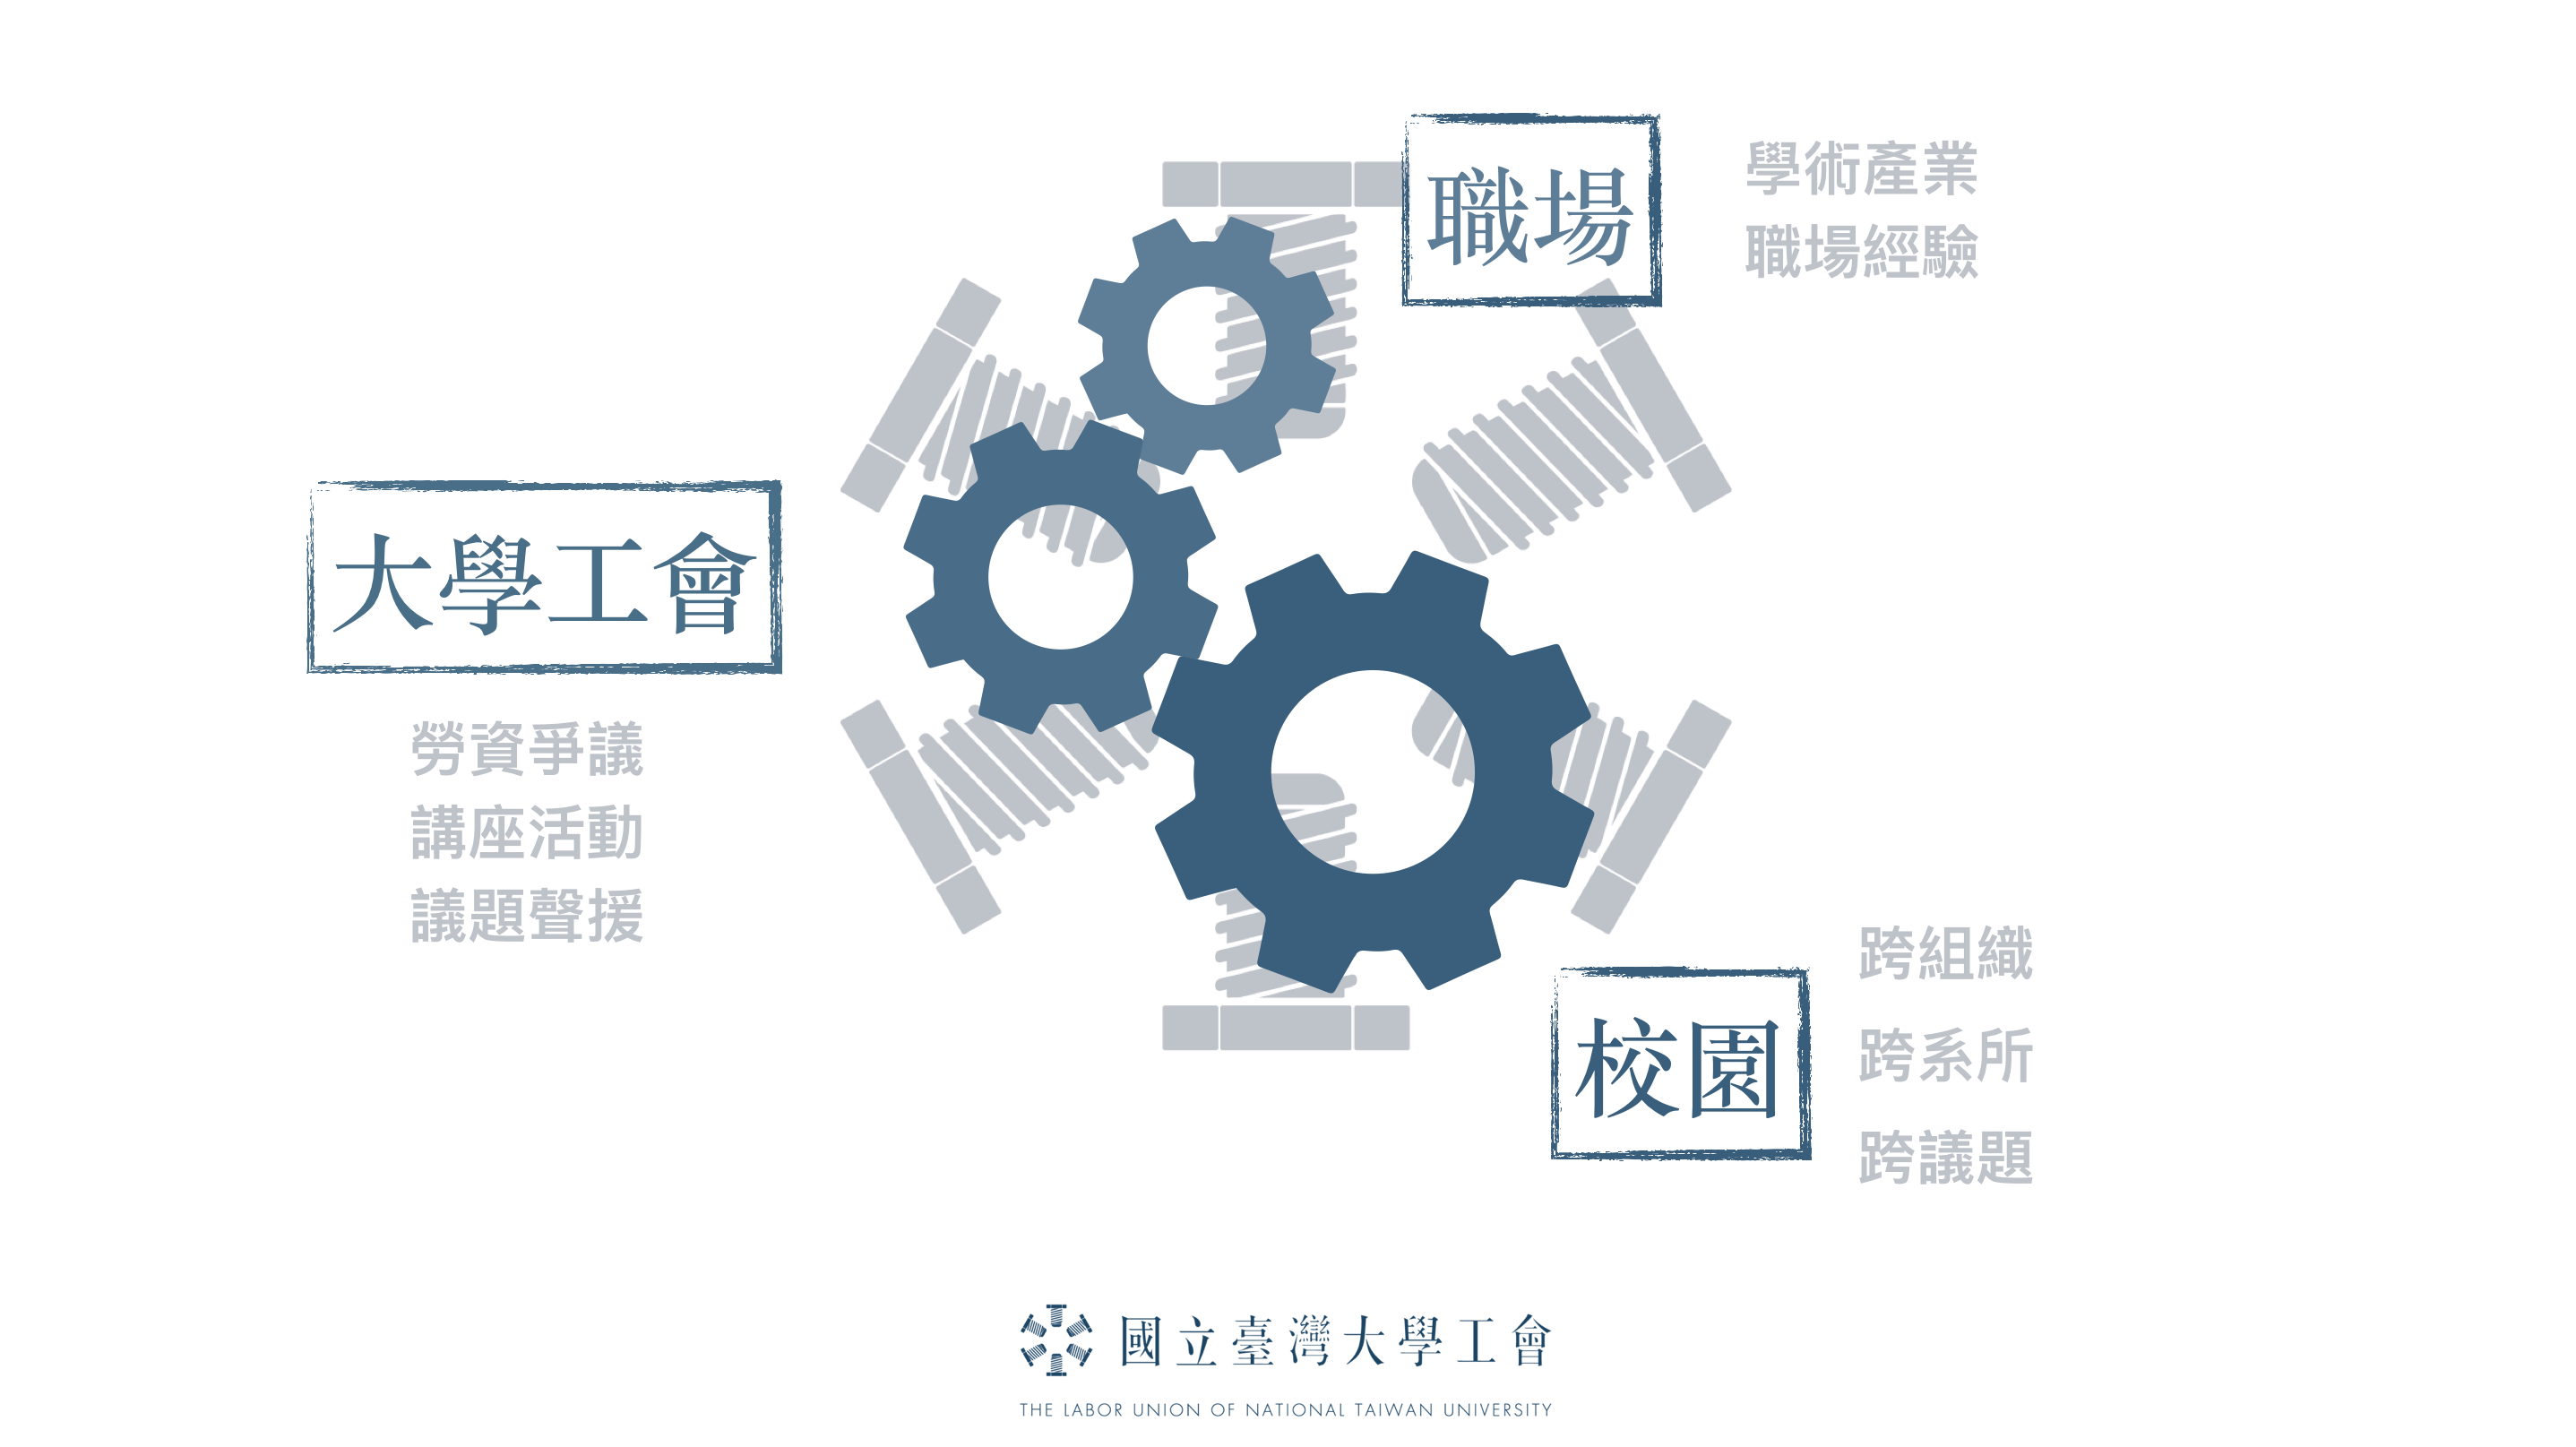 職場
學術產業
職場經驗
大學工會
勞資爭議
講座活動
議題聲援
校園
跨組織
跨系所
跨議題
國立臺灣大學工會
THE LABOR UNION OF NATIONAL TAIWAN UNIVERSITY